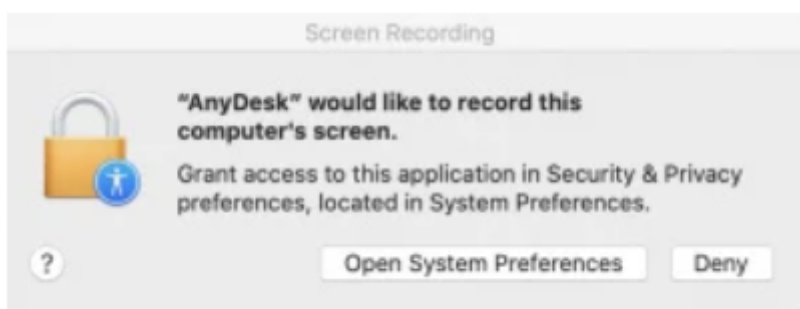 Screen Recording
"AnyDesk" would like to record this
computer's screen.
Grant access to this application in Security & Privacy
preferences, located in System Preferences.
?
Open System Preferences
Deny